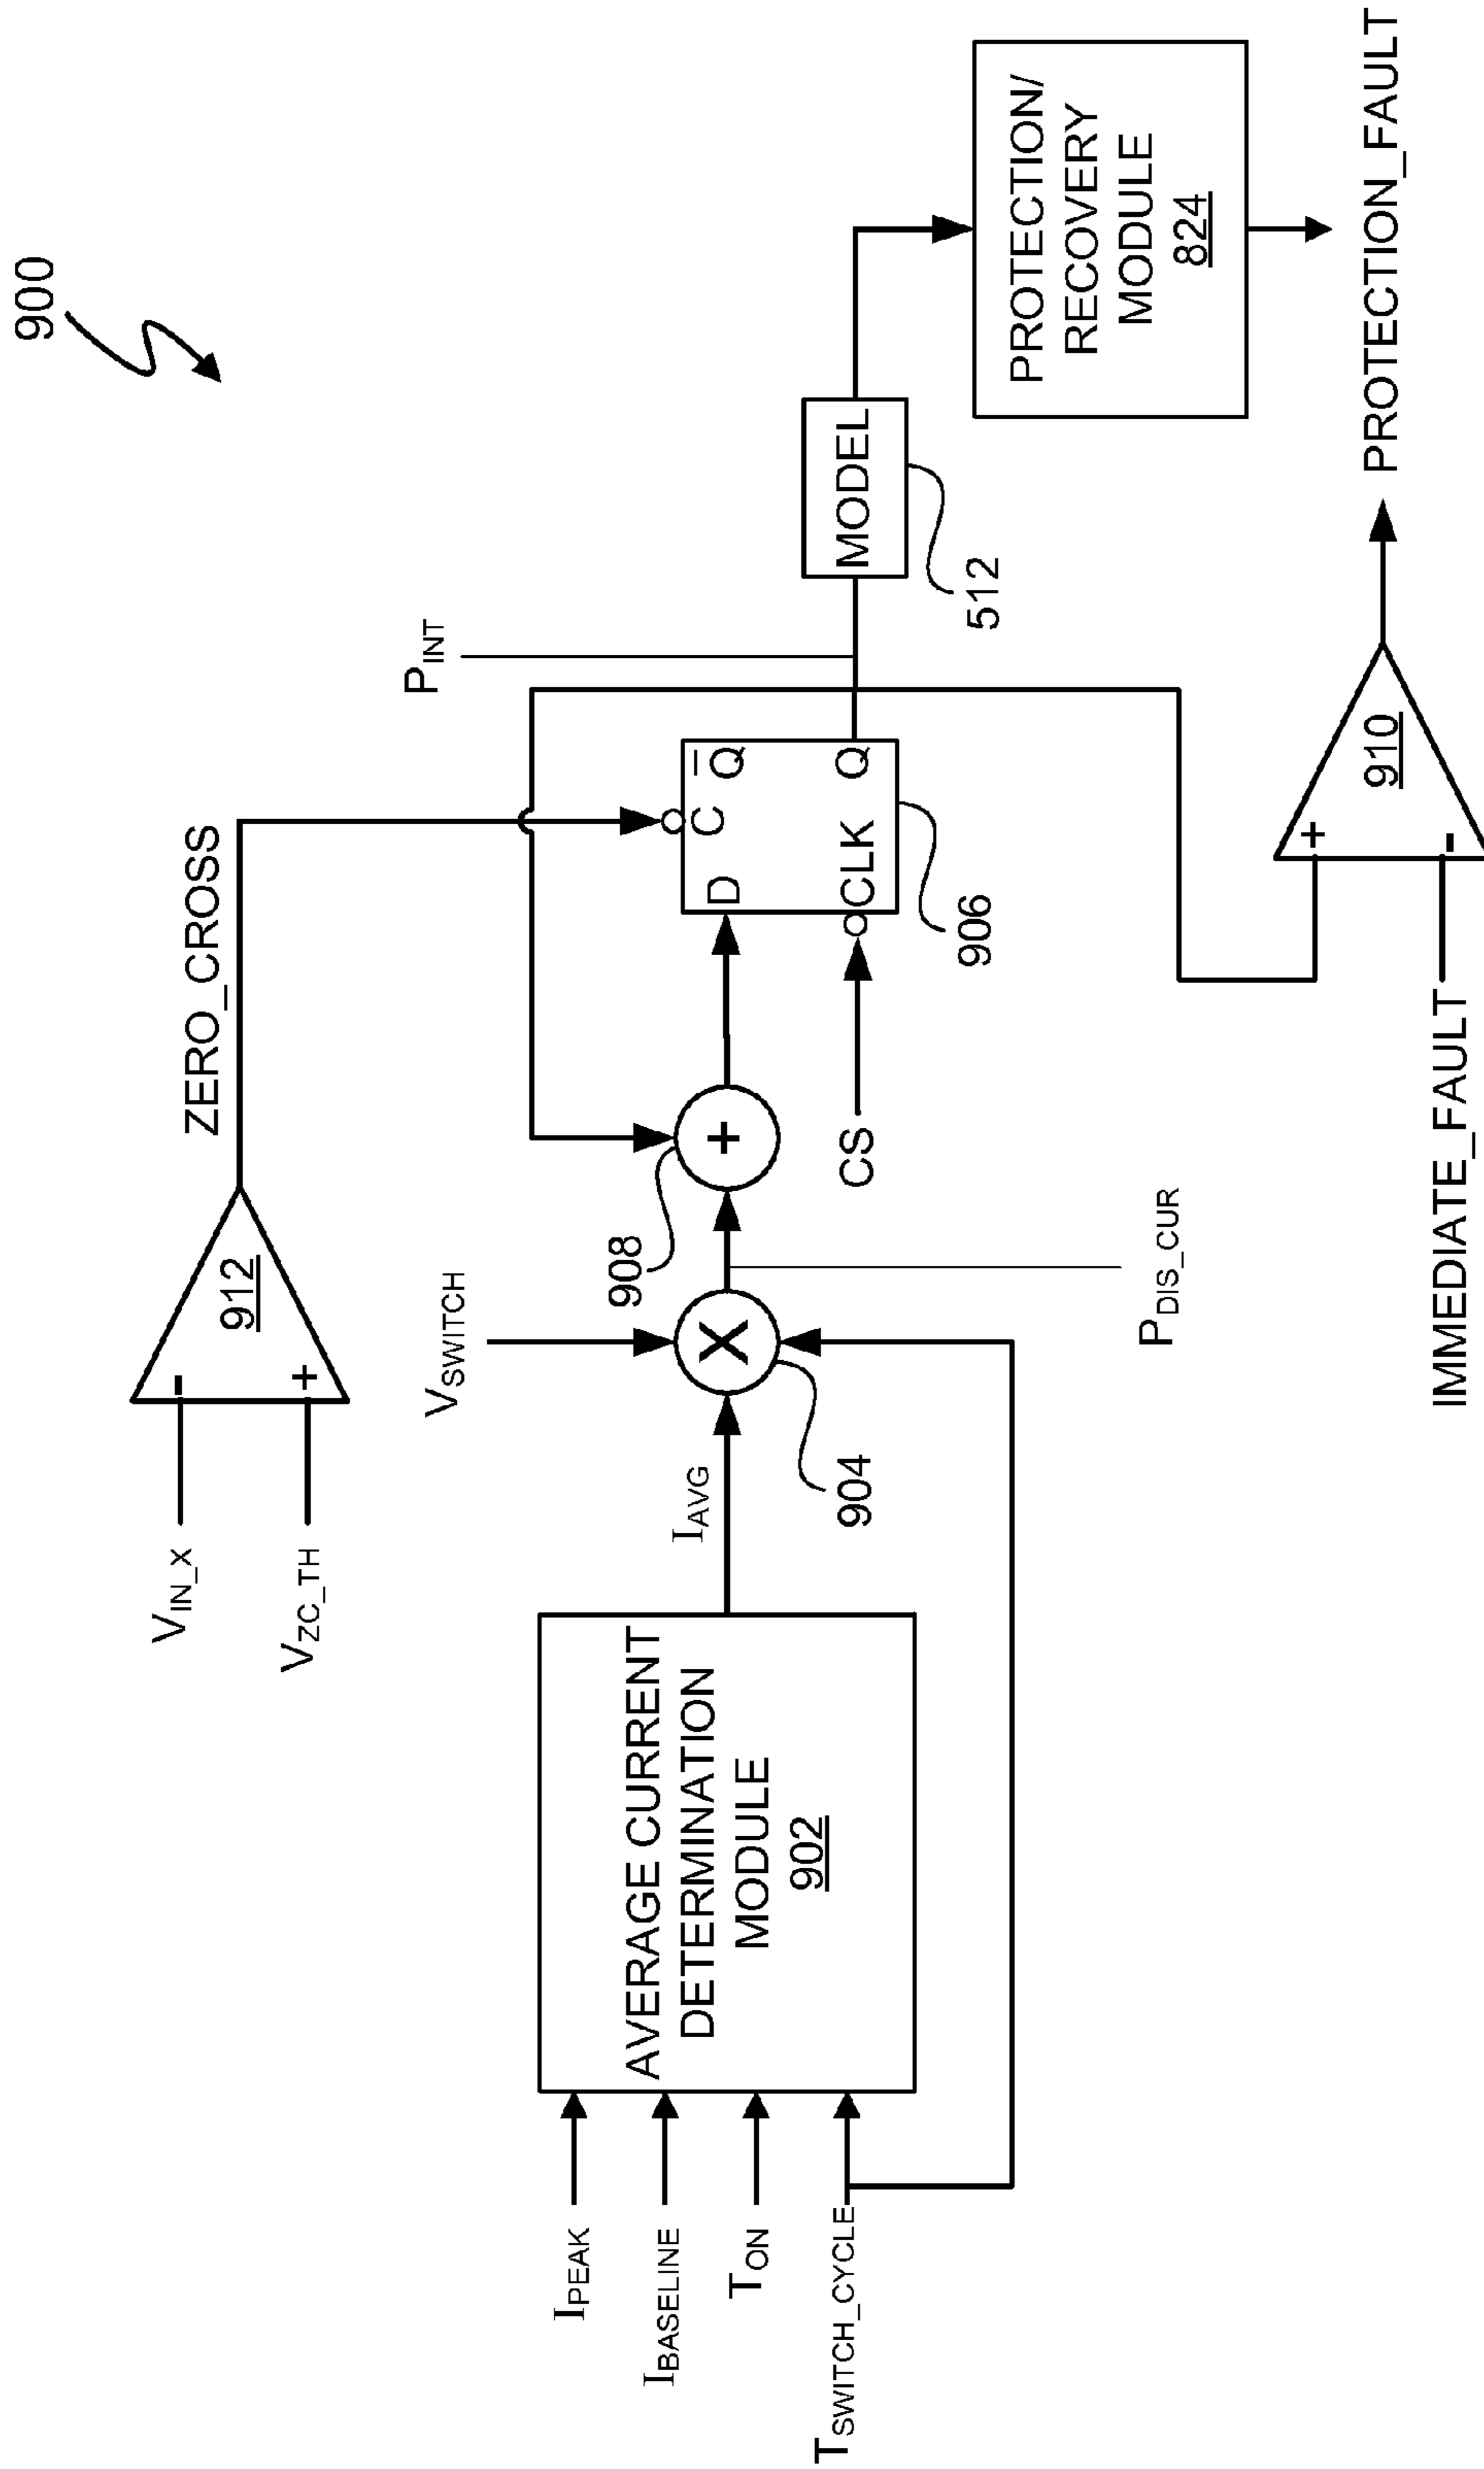 900
ZERO_CROSS
912
-
+
V_IN_X
V_ZC_TH
P_INT
V_SWITCH
908
+
X
904
I_AVG
P_DIS_CUR
AVERAGE CURRENT
DETERMINATION
MODULE
902
I_PEAK
I_BASELINE
T_ON
T_SWITCH_CYCLE
D
C
Q̅
CLK
Q
CS
906
MODEL
512
PROTECTION/
RECOVERY
MODULE
824
910
+
-
IMMEDIATE_FAULT
PROTECTION_FAULT